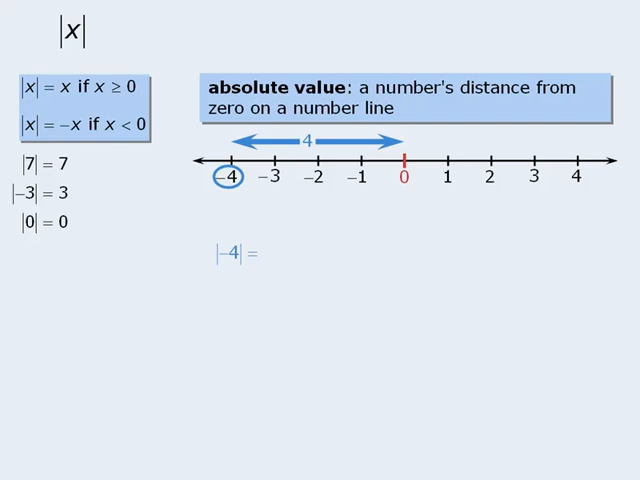 |x|
|x| = x if x ≥ 0
|x| = –x if x < 0
|7| = 7
|–3| = 3
|0| = 0
absolute value: a number's distance from
zero on a number line
4
–4 –3 –2 –1 0 1 2 3 4
|–4| =